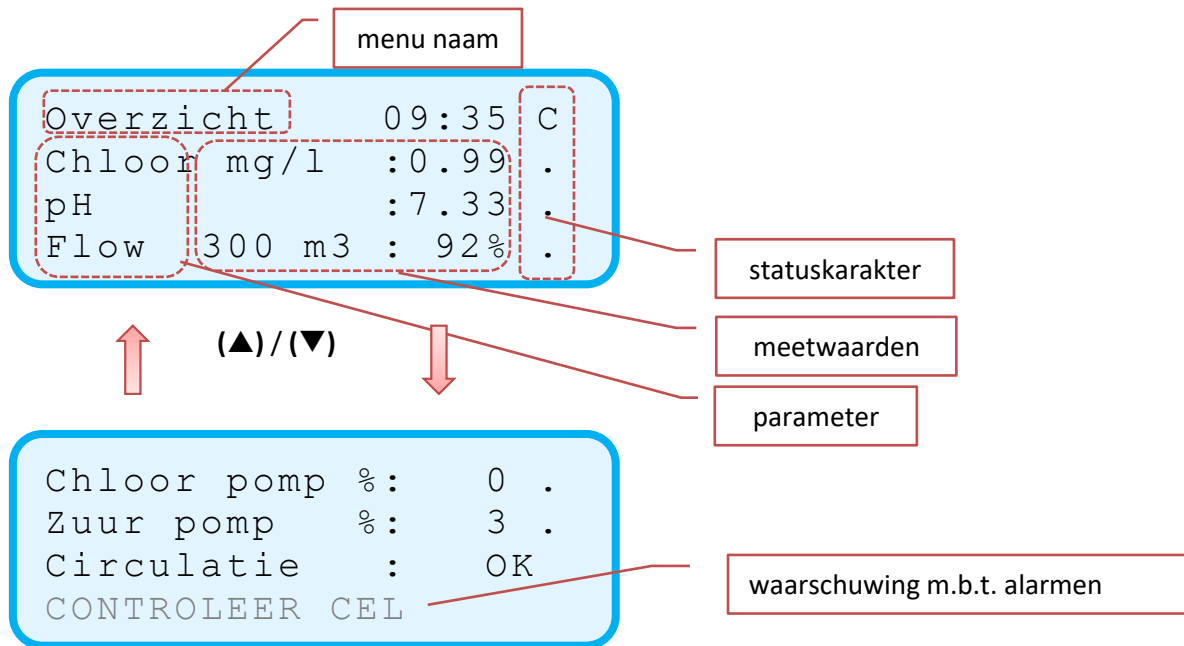 menu naam
Overzicht 09:35 C
Chloor mg/l :0.99 .
pH :7.33 .
Flow 300 m3 : 92% .
statuskarakter
(▲) / (▼)
meetwaarden
parameter
Chloor pomp %: 0 .
Zuur pomp %: 3 .
Circulatie : OK
CONTROLEER CEL
waarschuwing m.b.t. alarmen